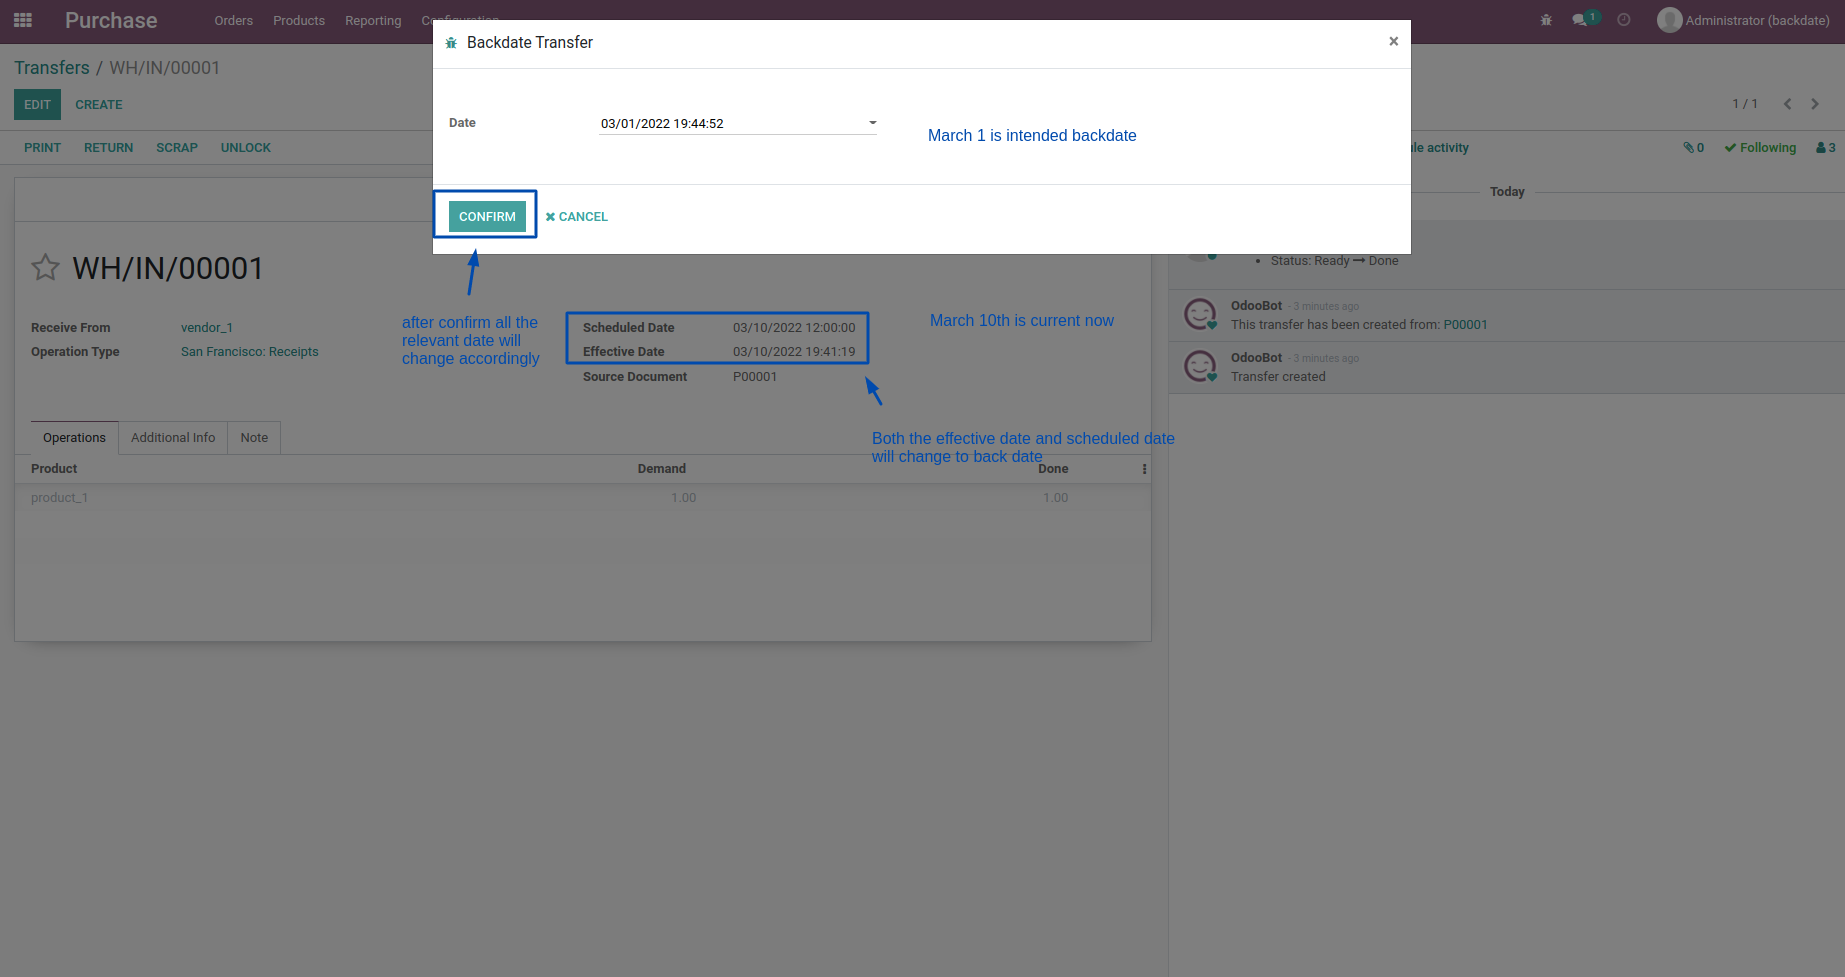 Purchase Orders Products Reporting Configuration 1 Administrator (backdate)
Backdate Transfer ×
Transfers / WH/IN/00001
EDIT CREATE 1 / 1
Date 03/01/2022 19:44:52
March 1 is intended backdate
PRINT RETURN SCRAP UNLOCK activity 0 Following 3
Today
CONFIRM CANCEL
Status: Ready → Done
WH/IN/00001
OdooBot - 3 minutes ago
This transfer has been created from: P00001
Receive From vendor_1
Operation Type San Francisco: Receipts
after confirm all the
relevant date will
change accordingly
Scheduled Date 03/10/2022 12:00:00
Effective Date 03/10/2022 19:41:19
Source Document P00001
March 10th is current now
OdooBot - 3 minutes ago
Transfer created
Both the effective date and scheduled date
will change to back date
Operations Additional Info Note
Product Demand Done
product_1 1.00 1.00